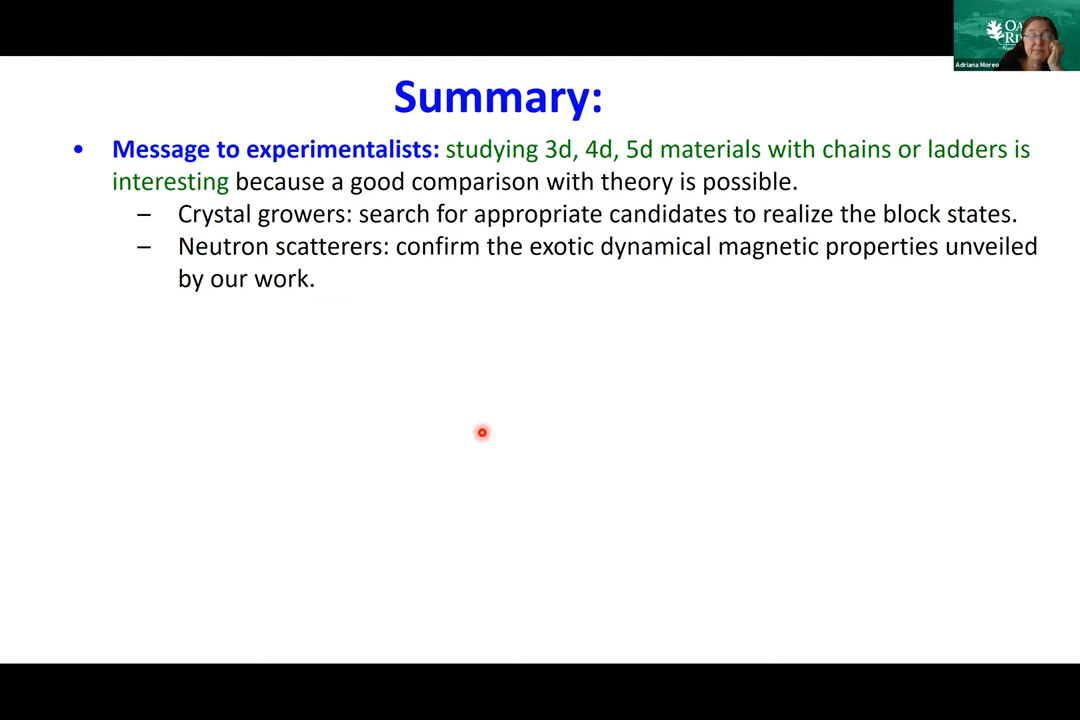 Summary:
• Message to experimentalists: studying 3d, 4d, 5d materials with chains or ladders is
interesting because a good comparison with theory is possible.
– Crystal growers: search for appropriate candidates to realize the block states.
– Neutron scatterers: confirm the exotic dynamical magnetic properties unveiled
by our work.
Adriana Moreo